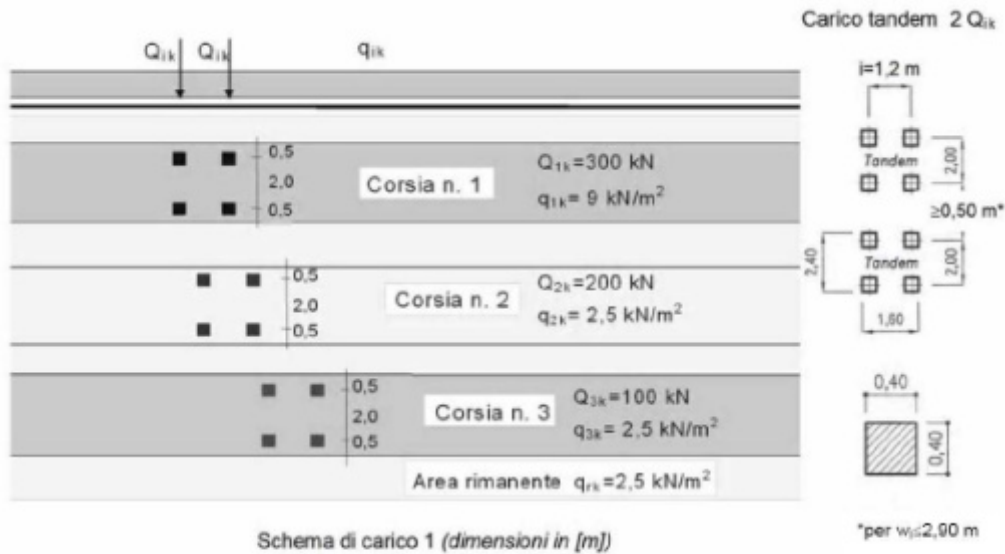 Carico tandem 2 Qik
Qik Qik qik
i=1,2 m
0,5
2,0
0,5
Corsia n. 1
Q1k=300 kN
q1k= 9 kN/m²
Tandem
2,00
≥0,50 m*
0,5
2,0
0,5
Corsia n. 2
Q2k=200 kN
q2k= 2,5 kN/m²
2,40
Tandem
2,00
1,60
0,5
2,0
0,5
Corsia n. 3
Q3k=100 kN
q3k= 2,5 kN/m²
0,40
0,40
Area rimanente qrk=2,5 kN/m²
*per wl≤2,90 m
Schema di carico 1 (dimensioni in [m])